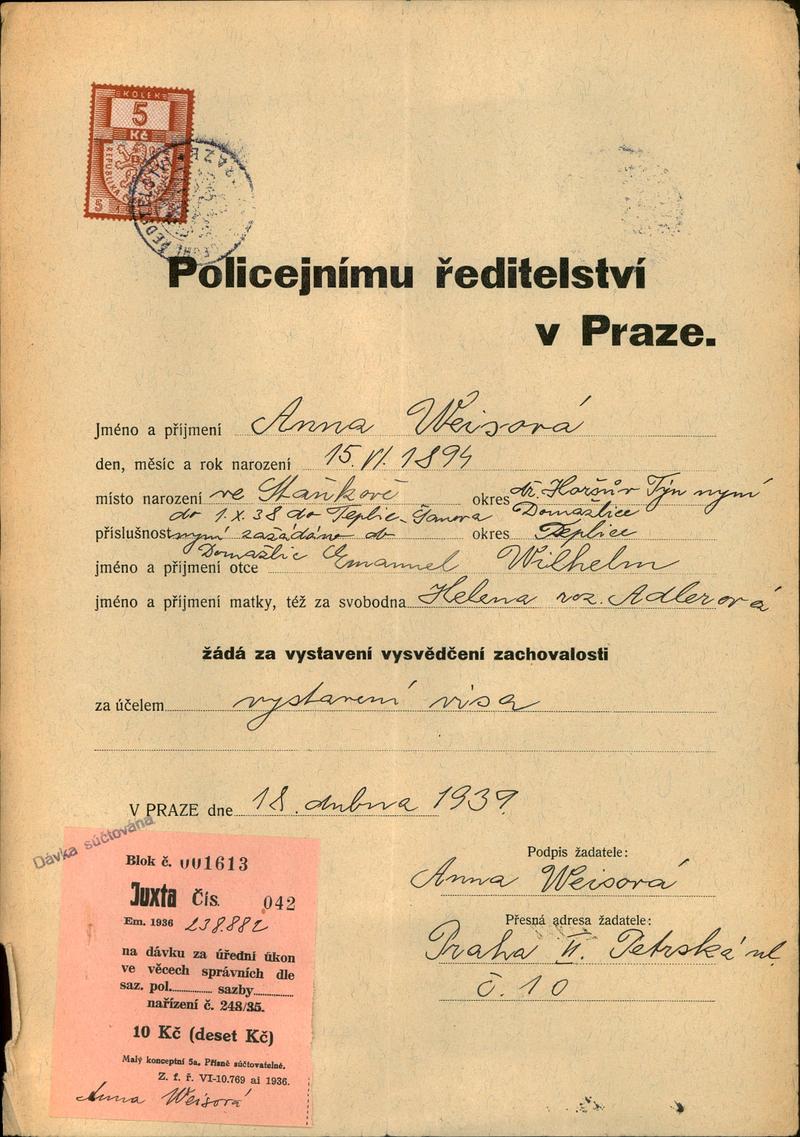 KOLEK
5
Kč
Policejnímu ředitelství
v Praze.
Jméno a příjmení Anna Weisová
den, měsíc a rok narození 15. VI. 1894
místo narození ve Staňkově okres dř. Horšův Týn nyní
Domažlice
do 1.X.38 do Teplic-Šanova
příslušnost nyní zažádáno do okres Teplice
Domažlic
jméno a příjmení otce Emanuel Wilhelm
jméno a příjmení matky, též za svobodna Helena roz. Adlerová
žádá za vystavení vysvědčení zachovalosti
za účelem vystavení visa
V PRAZE dne 18. dubna 1939.
Dávka súčtována
Podpis žadatele:
Anna Weisová
Přesná adresa žadatele:
Praha II. Petrská ul.
č. 10
Blok č. 001613
Juxta Čís. 042
Em. 1936 238.882
na dávku za úřední úkon
ve věcech správních dle
saz. pol. sazby
nařízení č. 248/35.
10 Kč (deset Kč)
Malý konceptní 5a. Přísně súčtovatelné.
Z. f. ř. VI-10.769 ai 1936.
Anna Weisová